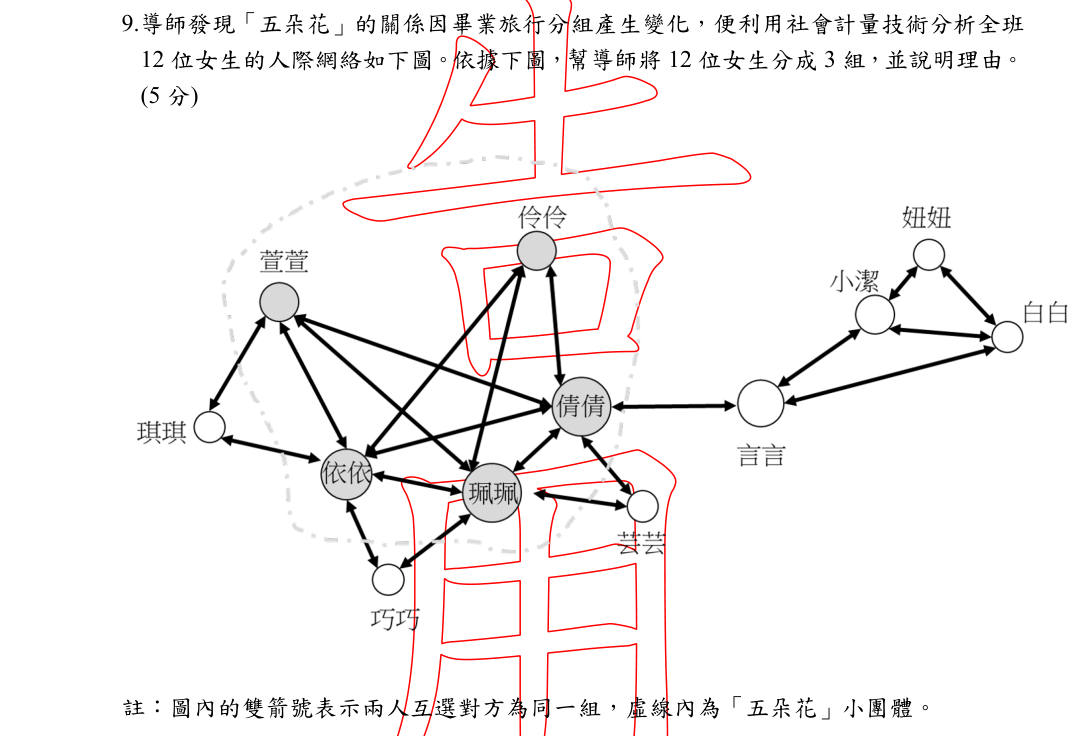 9.導師發現「五朵花」的關係因畢業旅行分組產生變化，便利用社會計量技術分析全班
12 位女生的人際網絡如下圖。依據下圖，幫導師將 12 位女生分成 3 組，並說明理由。
(5 分)
伶伶
妞妞
萱萱
小潔
白白
倩倩
琪琪
言言
依依
珮珮
芸芸
巧巧
註：圖內的雙箭號表示兩人互選對方為同一組，虛線內為「五朵花」小團體。